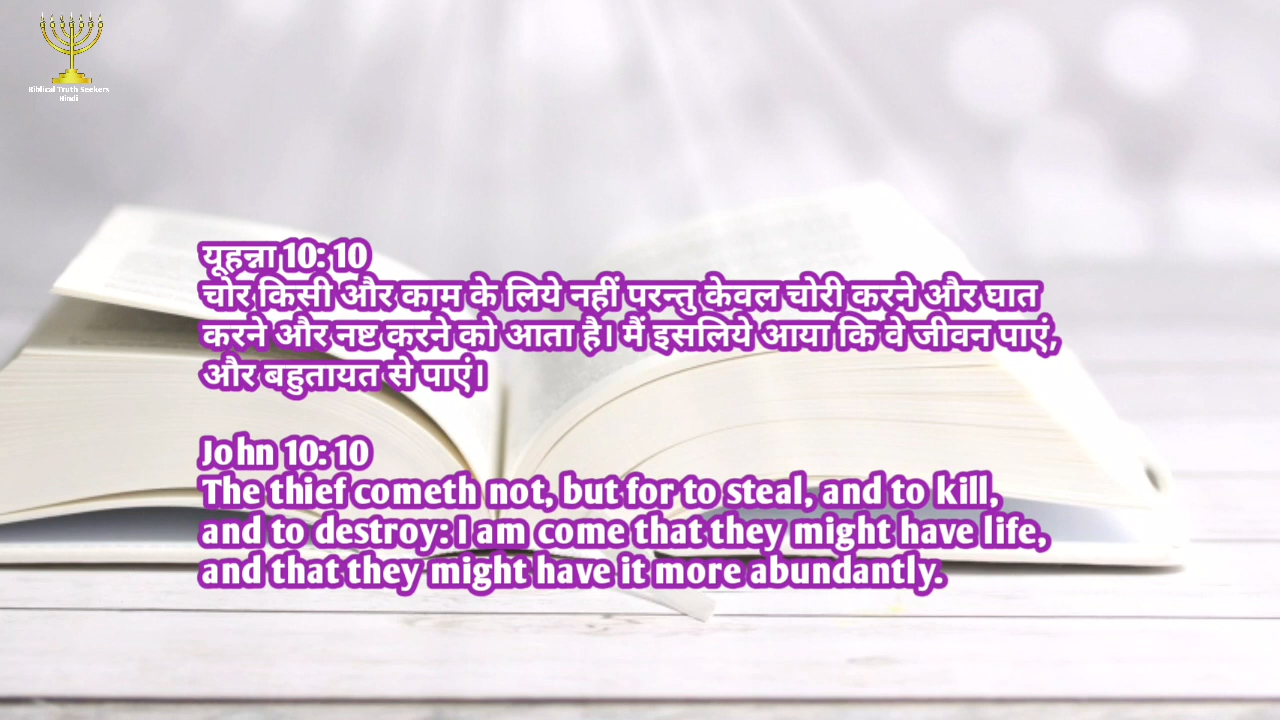 Biblical Truth Seekers
Hindi
यूहन्ना 10: 10
चोर किसी और काम के लिये नहीं परन्तु केवल चोरी करने और घात
करने और नष्ट करने को आता है। मैं इसलिये आया कि वे जीवन पाएं,
और बहुतायत से पाएं।
John 10: 10
The thief cometh not, but for to steal, and to kill,
and to destroy: I am come that they might have life,
and that they might have it more abundantly.